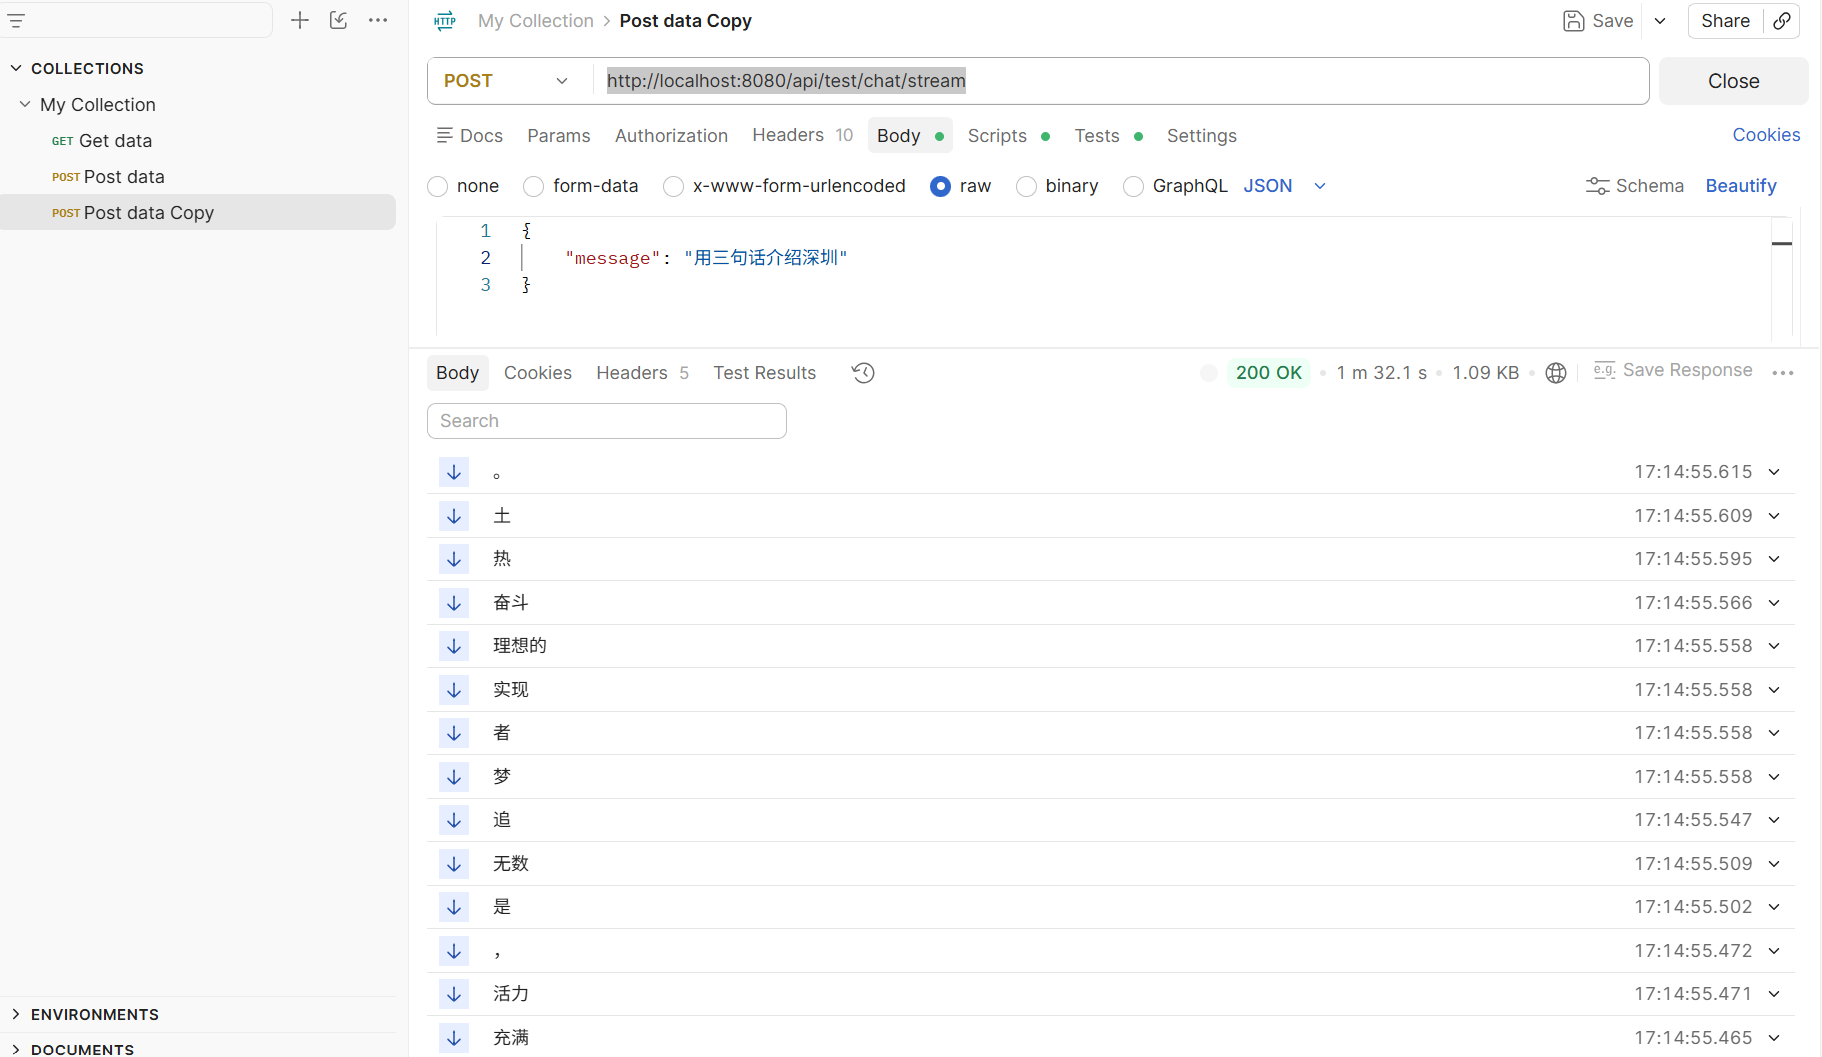 COLLECTIONS
My Collection
GET Get data
POST Post data
POST Post data Copy
ENVIRONMENTS
DOCUMENTS
HTTP My Collection > Post data Copy
Save
Share
POST http://localhost:8080/api/test/chat/stream
Close
Docs Params Authorization Headers 10 Body Scripts Tests Settings
Cookies
none form-data x-www-form-urlencoded raw binary GraphQL JSON
Schema Beautify
1 {
2 "message": "用三句话介绍深圳"
3 }
Body Cookies Headers 5 Test Results
200 OK • 1 m 32.1 s • 1.09 KB • e.g. Save Response
Search
。 17:14:55.615
土 17:14:55.609
热 17:14:55.595
奋斗 17:14:55.566
理想的 17:14:55.558
实现 17:14:55.558
者 17:14:55.558
梦 17:14:55.558
追 17:14:55.547
无数 17:14:55.509
是 17:14:55.502
， 17:14:55.472
活力 17:14:55.471
充满 17:14:55.465